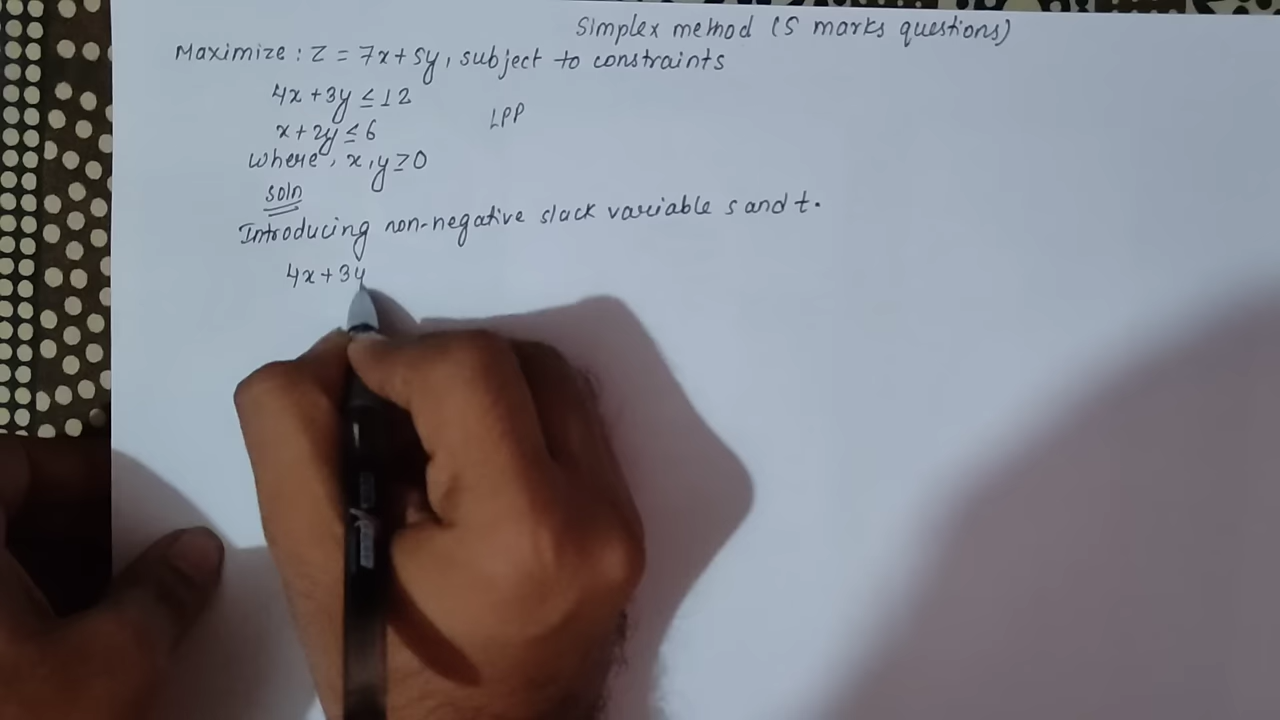 Simplex method (5 marks questions)
Maximize : Z = 7x+5y, subject to constraints
4x+3y ≤ 12
x+2y ≤ 6
LPP
where, x,y ≥ 0
soln
Introducing non-negative slack variable s and t.
4x+3y